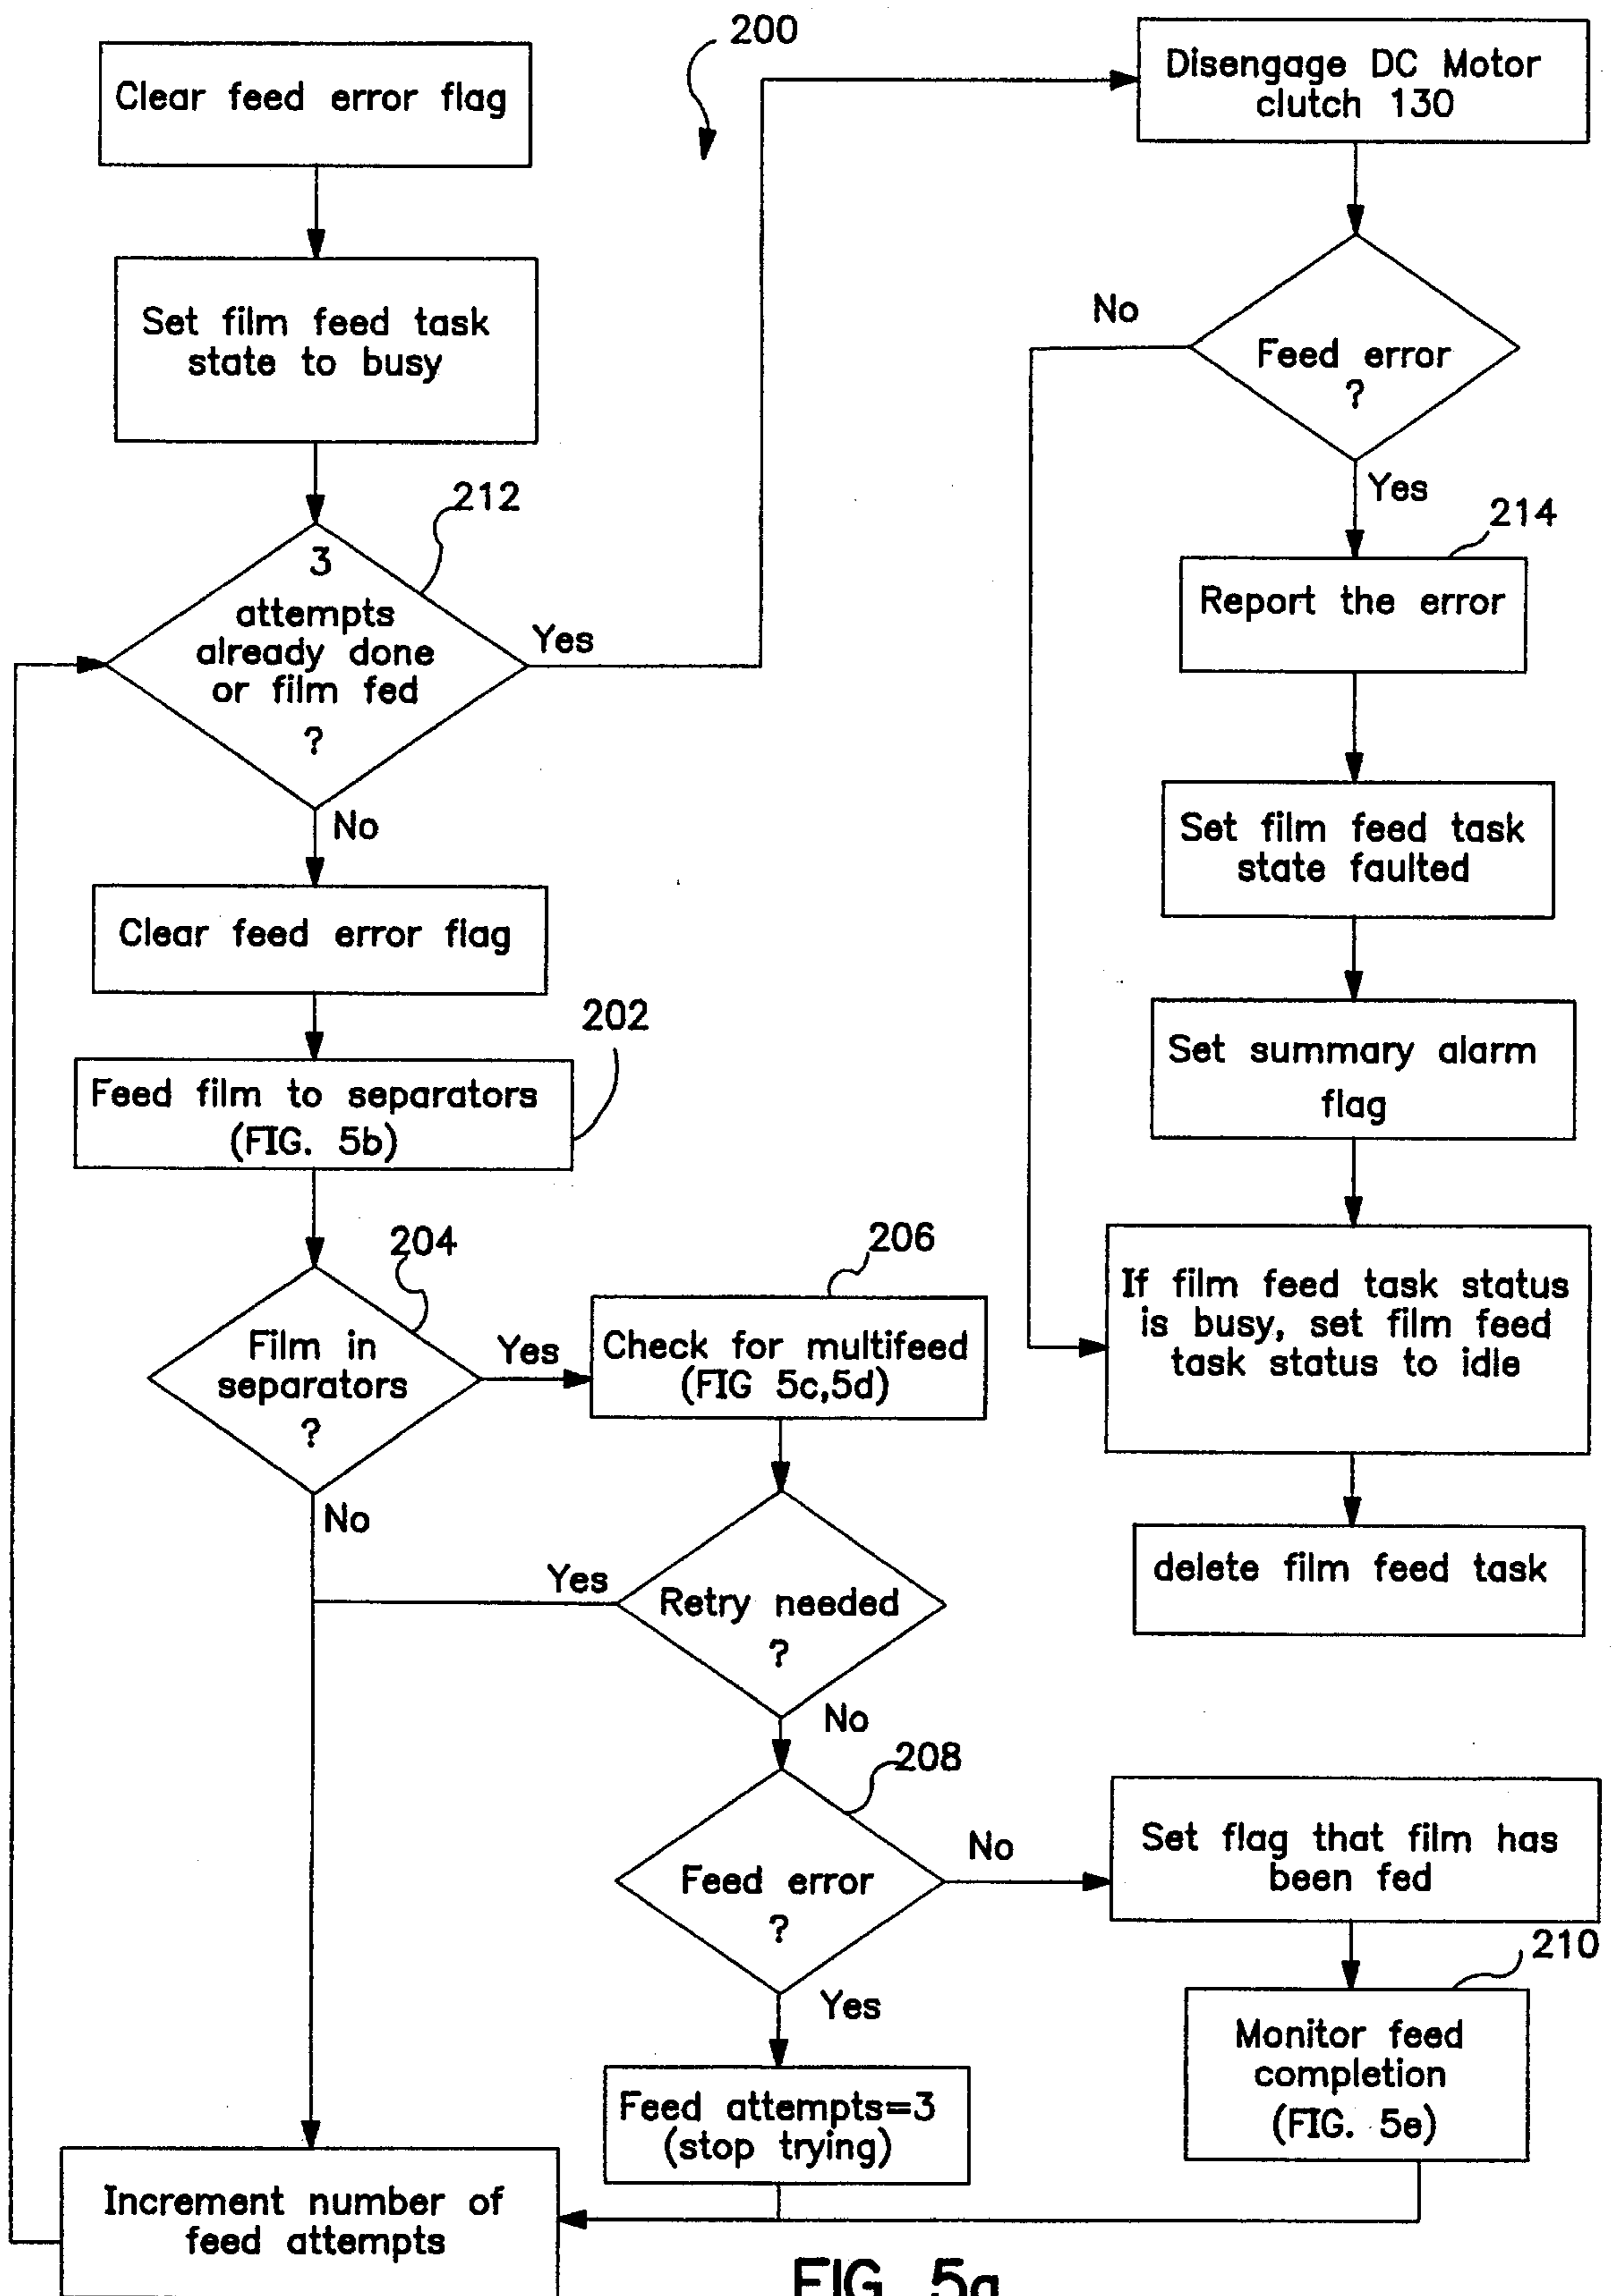 200
Clear feed error flag
Set film feed task
state to busy
212
3
attempts
already done
or film fed
?
Yes
No
Clear feed error flag
202
Feed film to separators
(FIG. 5b)
204
Film in
separators
?
Yes
No
206
Check for multifeed
(FIG 5c,5d)
Retry needed
?
Yes
No
208
Feed error
?
No
Yes
Feed attempts=3
(stop trying)
Increment number of
feed attempts
Set flag that film has
been fed
210
Monitor feed
completion
(FIG. 5e)
Disengage DC Motor
clutch 130
Feed error
?
No
Yes
214
Report the error
Set film feed task
state faulted
Set summary alarm
flag
If film feed task status
is busy, set film feed
task status to idle
delete film feed task
FIG. 5a